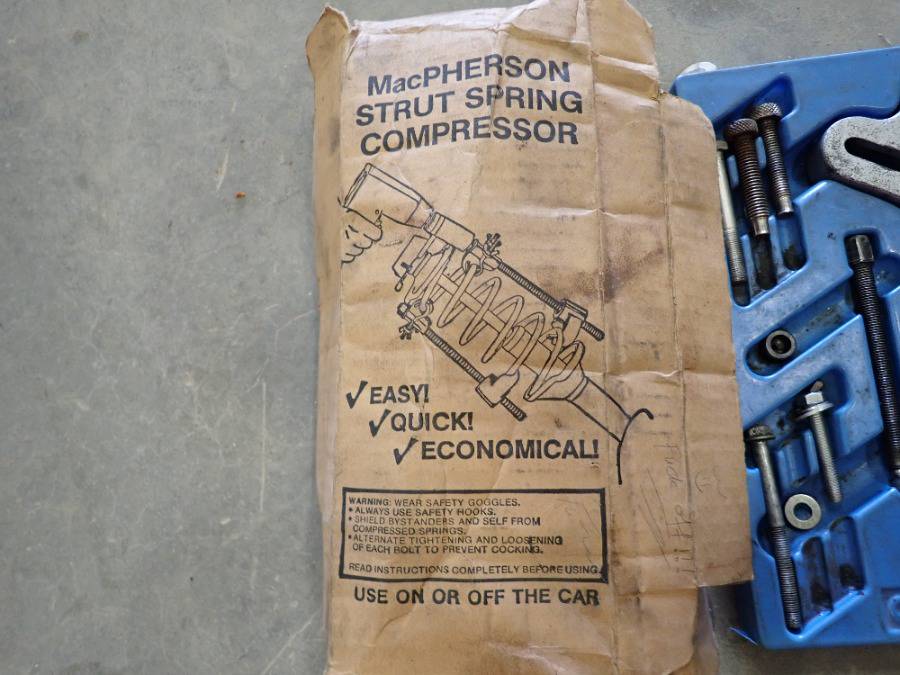 MacPHERSON
STRUT SPRING
COMPRESSOR
✓EASY!
✓QUICK!
✓ECONOMICAL!
WARNING: WEAR SAFETY GOGGLES.
• ALWAYS USE SAFETY HOOKS.
• SHIELD BYSTANDERS AND SELF FROM
COMPRESSED SPRINGS.
• ALTERNATE TIGHTENING AND LOOSENING
OF EACH BOLT TO PREVENT COCKING.
READ INSTRUCTIONS COMPLETELY BEFORE USING.
USE ON OR OFF THE CAR